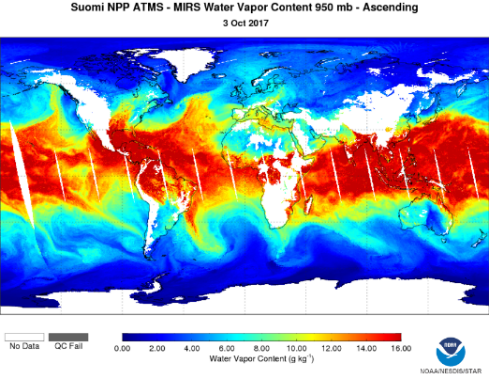 Suomi NPP ATMS - MIRS Water Vapor Content 950 mb - Ascending
3 Oct 2017
No Data
QC Fail
0.00 2.00 4.00 6.00 8.00 10.00 12.00 14.00 16.00
Water Vapor Content (g kg⁻¹)
NOAA/NESDIS/STAR